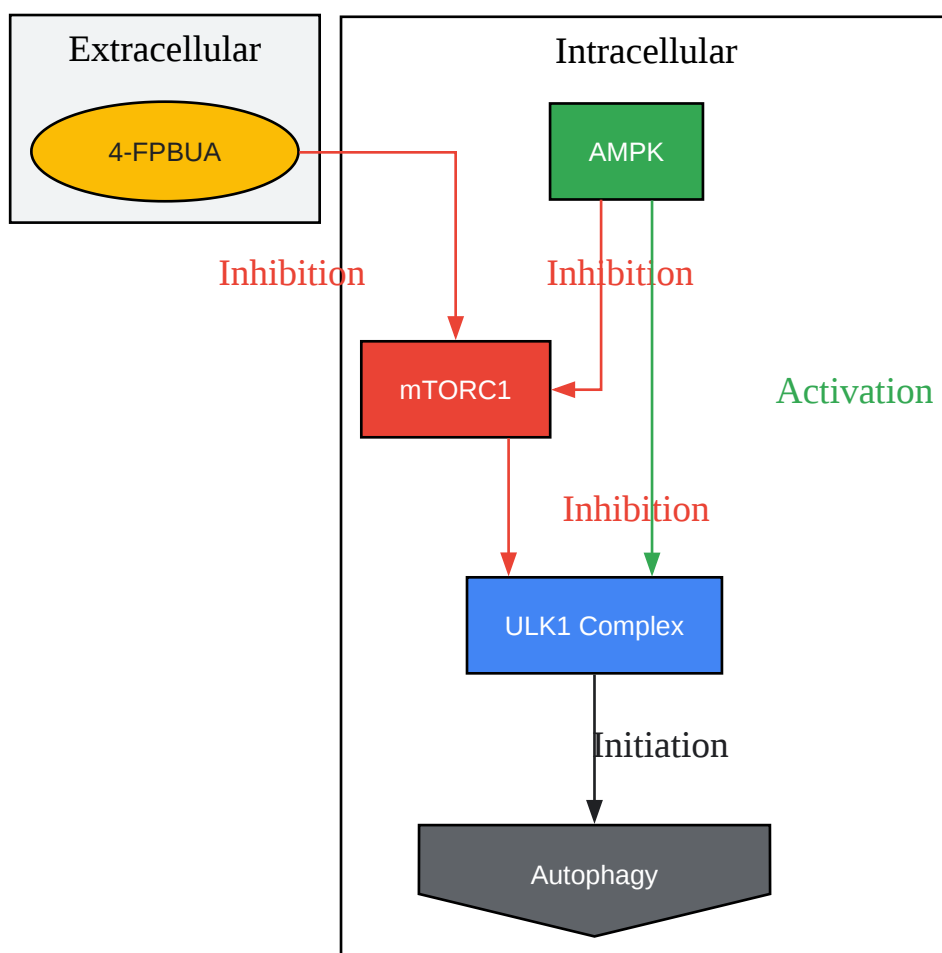 Extracellular
Intracellular
4-FPBUA
AMPK
Inhibition
Inhibition
mTORC1
Activation
Inhibition
ULK1 Complex
Initiation
Autophagy